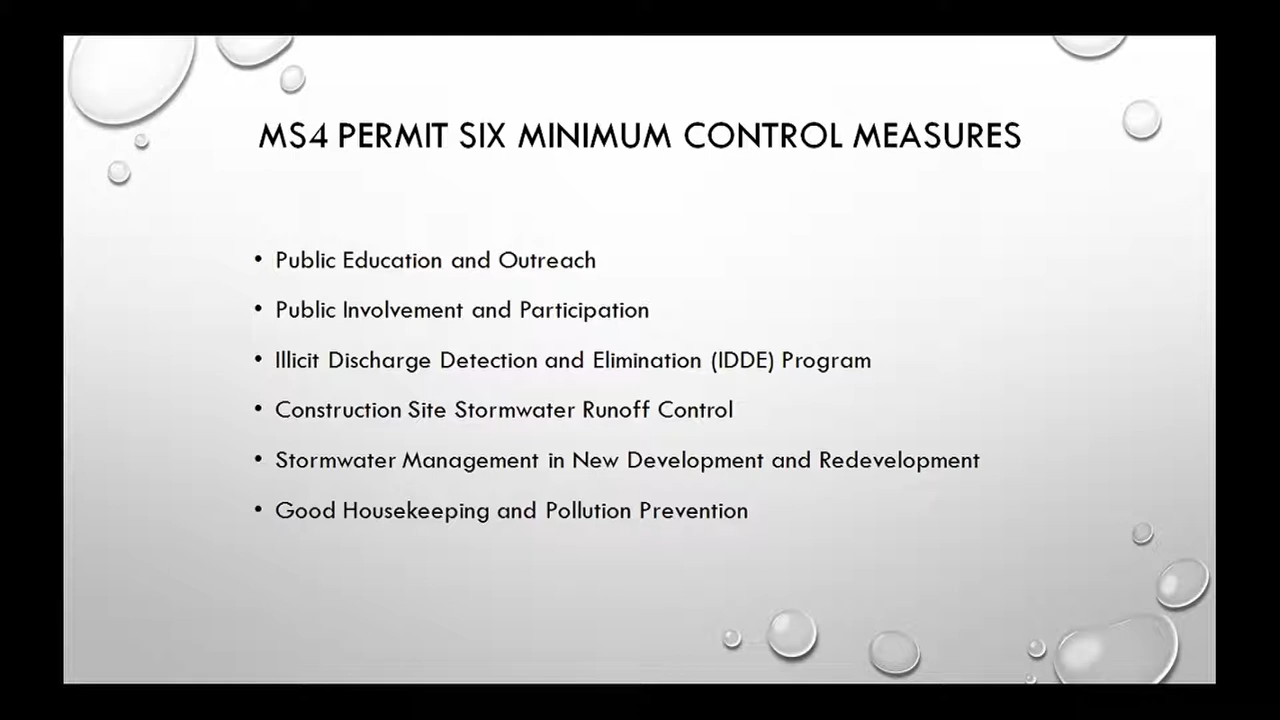 MS4 PERMIT SIX MINIMUM CONTROL MEASURES
• Public Education and Outreach
• Public Involvement and Participation
• Illicit Discharge Detection and Elimination (IDDE) Program
• Construction Site Stormwater Runoff Control
• Stormwater Management in New Development and Redevelopment
• Good Housekeeping and Pollution Prevention